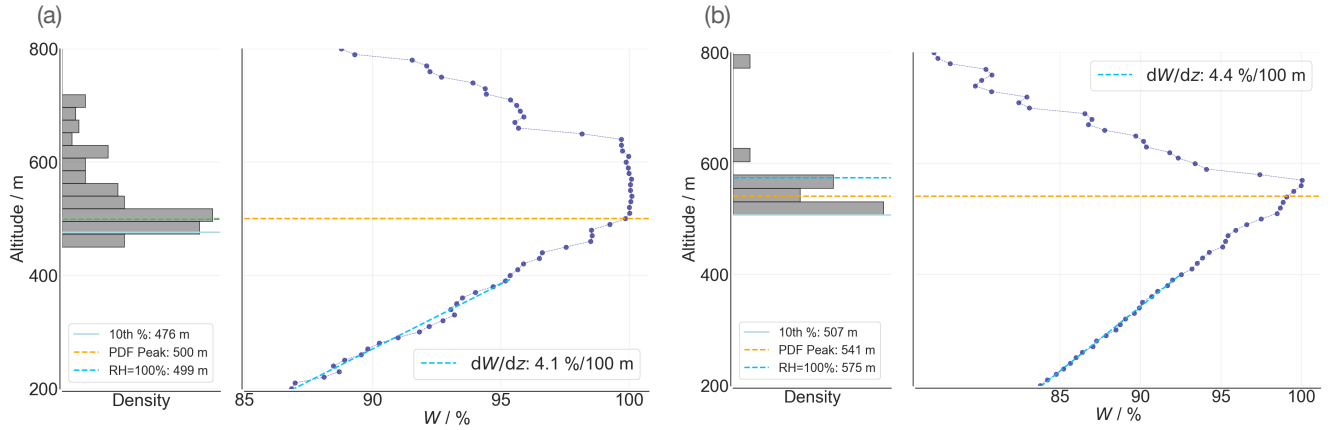 (a)
800
600
400
200
Altitude / m
10th %: 476 m
PDF Peak: 500 m
RH=100%: 499 m
Density
dW/dz: 4.1 %/100 m
85
90
95
100
W / %
(b)
800
600
400
200
Altitude / m
10th %: 507 m
PDF Peak: 541 m
RH=100%: 575 m
Density
dW/dz: 4.4 %/100 m
85
90
95
100
W / %